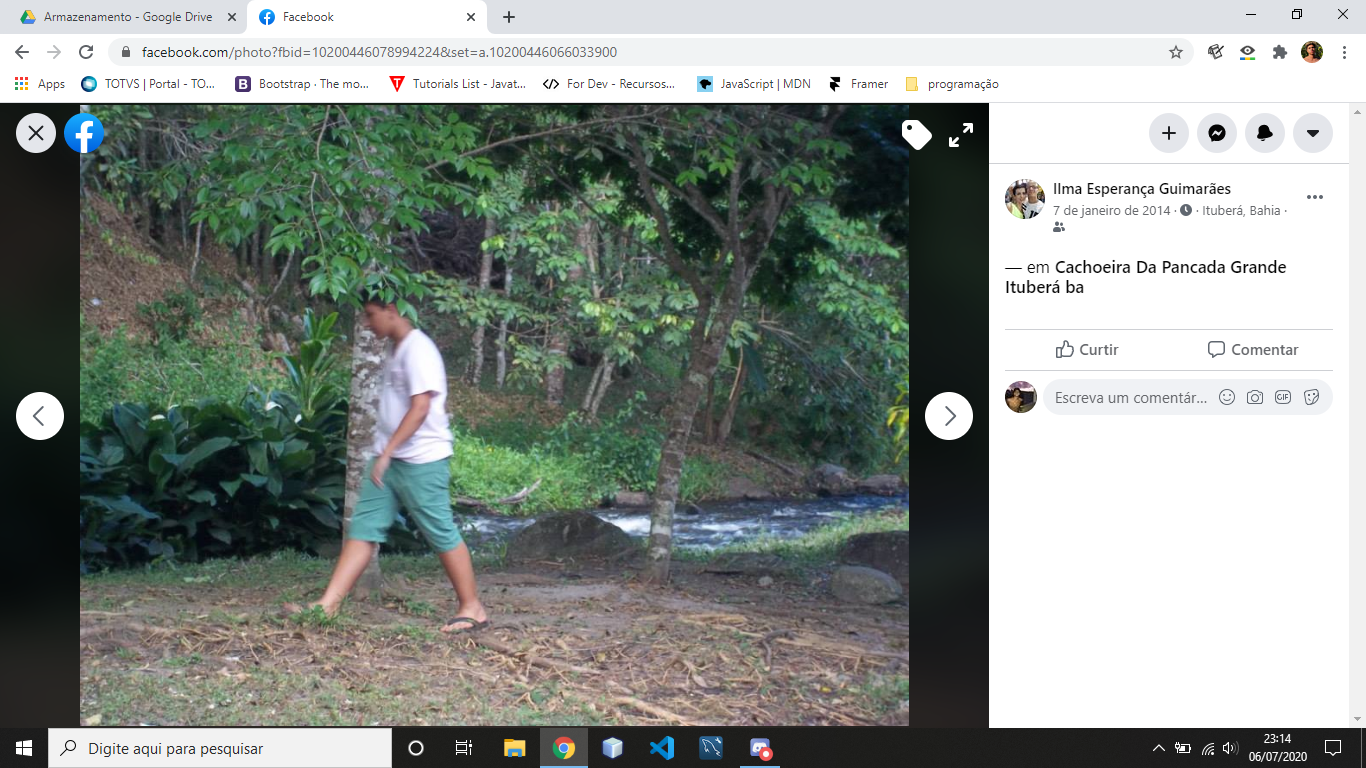 Armazenamento - Google Drive
Facebook
facebook.com/photo?fbid=102004460789942​24&set=a.10200446066033900
Apps
TOTVS | Portal - TO...
Bootstrap · The mo...
Tutorials List - Javat...
For Dev - Recursos...
JavaScript | MDN
Framer
programação
Ilma Esperança Guimarães
7 de janeiro de 2014 · · Ituberá, Bahia ·
— em Cachoeira Da Pancada Grande
Ituberá ba
Curtir
Comentar
Escreva um comentár...
GIF
Digite aqui para pesquisar
23:14
06/07/2020